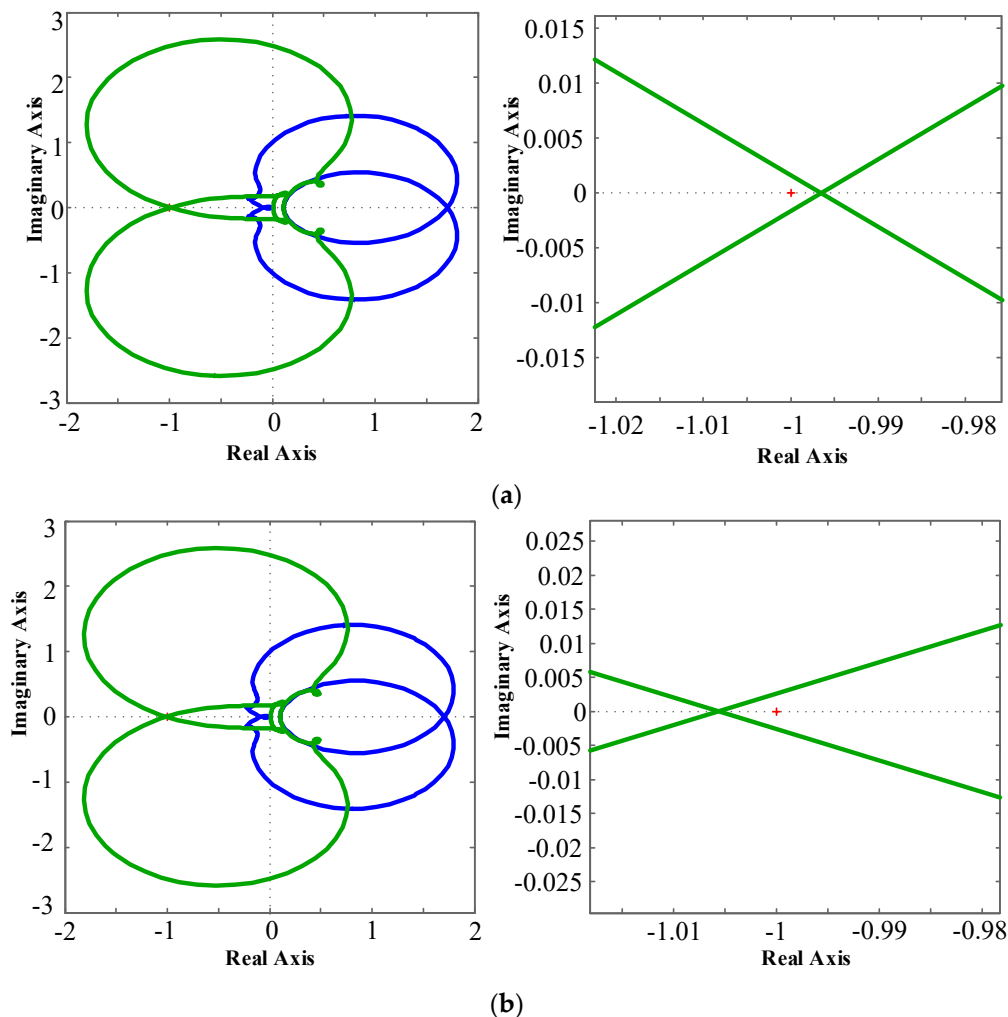 3
2
1
0
-1
-2
-3
Imaginary Axis
-2 -1 0 1 2
Real Axis
0.015
0.01
0.005
0
-0.005
-0.01
-0.015
Imaginary Axis
-1.02 -1.01 -1 -0.99 -0.98
Real Axis
(a)
3
2
1
0
-1
-2
-3
Imaginary Axis
-2 -1 0 1 2
Real Axis
0.025
0.02
0.015
0.01
0.005
0
-0.005
-0.01
-0.015
-0.02
-0.025
Imaginary Axis
-1.01 -1 -0.99 -0.98
Real Axis
(b)